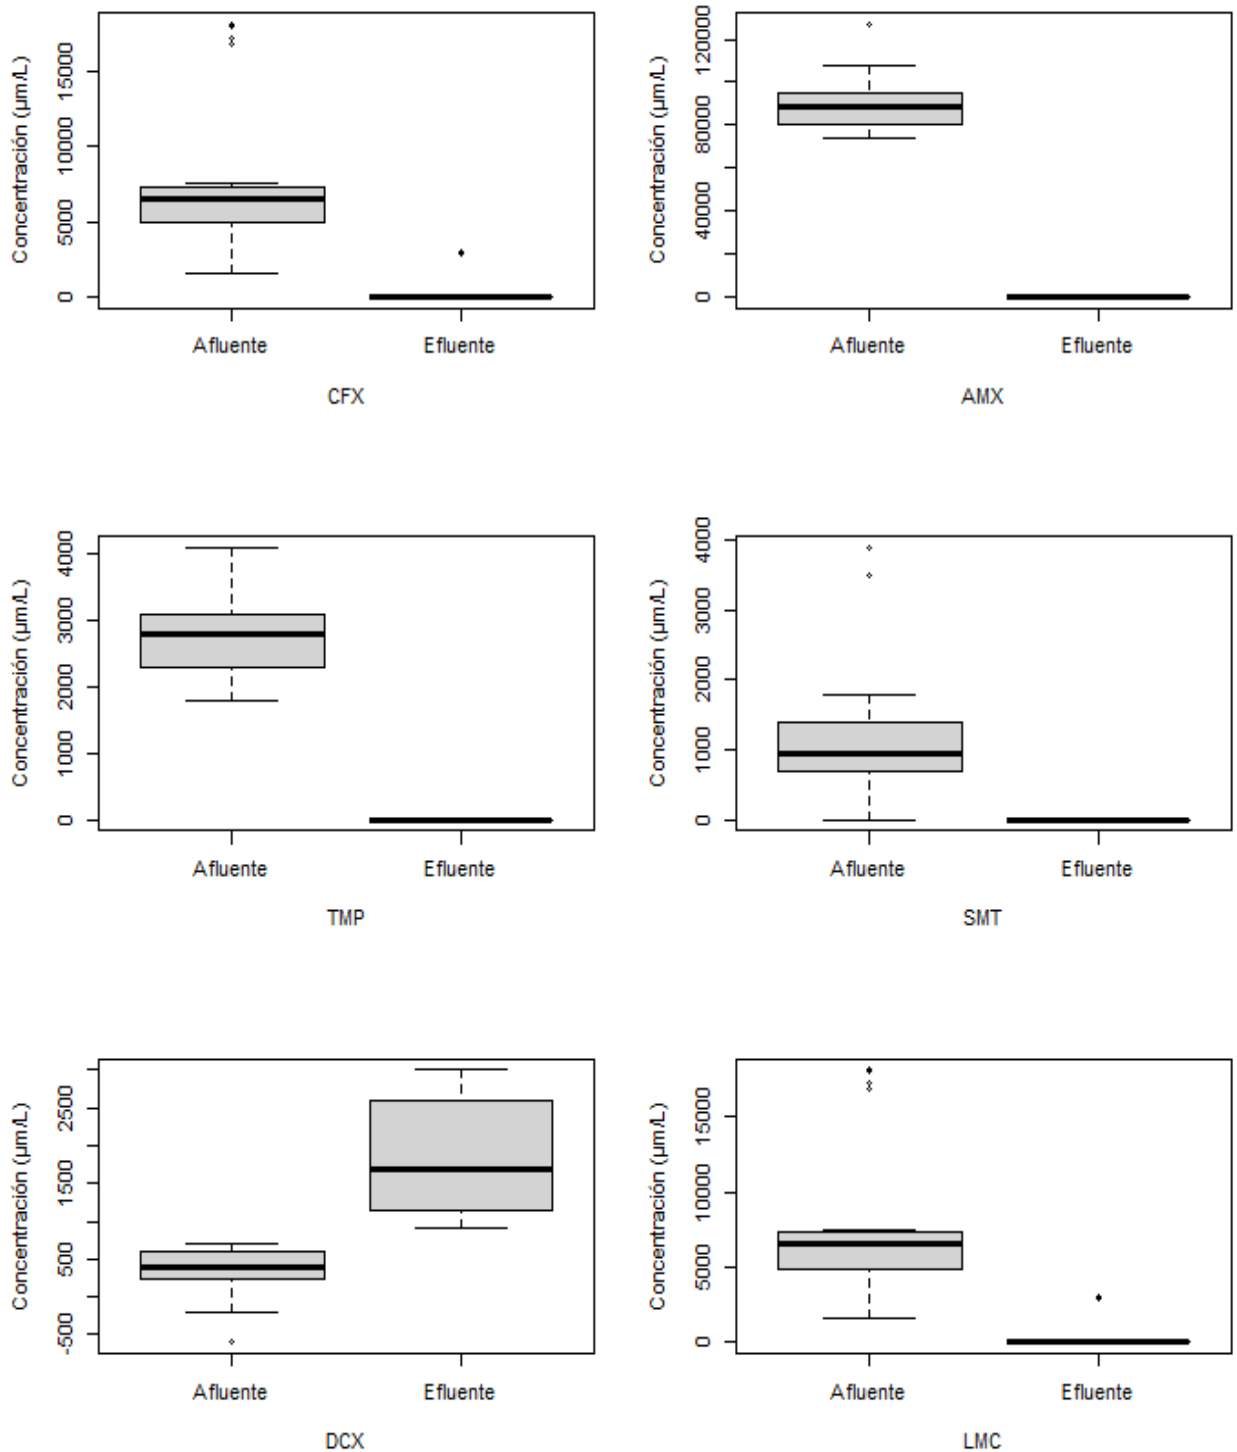 Concentración (µm/L)
15000
10000
5000
0
Afluente Efluente
CFX
Concentración (µm/L)
120000
80000
40000
0
Afluente Efluente
AMX
Concentración (µm/L)
4000
3000
2000
1000
0
Afluente Efluente
TMP
Concentración (µm/L)
4000
3000
2000
1000
0
Afluente Efluente
SMT
Concentración (µm/L)
2500
1500
500
-500
Afluente Efluente
DCX
Concentración (µm/L)
15000
10000
5000
0
Afluente Efluente
LMC